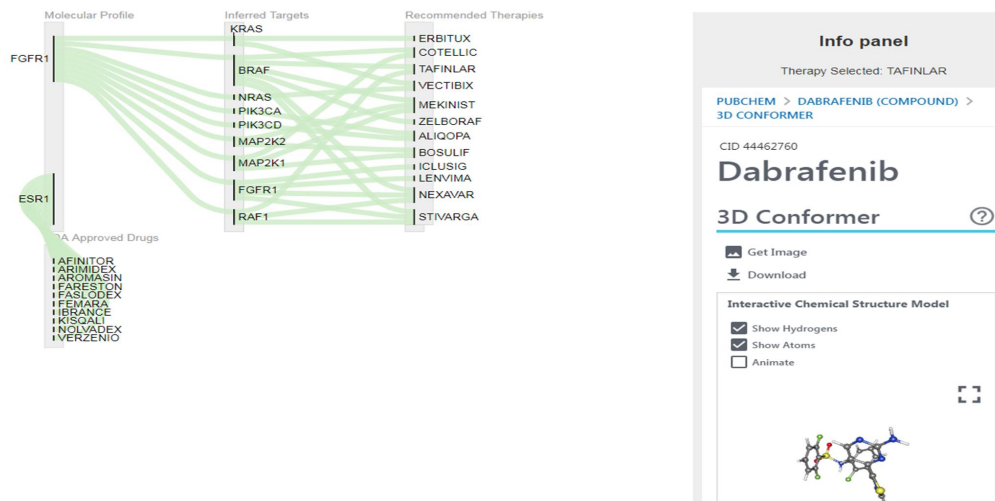 Molecular Profile
Inferred Targets
Recommended Therapies
FGFR1
ESR1
KRAS
BRAF
NRAS
PIK3CA
PIK3CD
MAP2K2
MAP2K1
FGFR1
RAF1
ERBITUX
COTELLIC
TAFINLAR
VECTIBIX
MEKINIST
ZELBORAF
ALIQOPA
BOSULIF
ICLUSIG
LENVIMA
NEXAVAR
STIVARGA
DA Approved Drugs
AFINITOR
ARIMIDEX
AROMASIN
FARESTON
FASLODEX
FEMARA
IBRANCE
KISQALI
NOLVADEX
VERZENIO
Info panel
Therapy Selected: TAFINLAR
PUBCHEM > DABRAFENIB (COMPOUND) >
3D CONFORMER
CID 44462760
Dabrafenib
3D Conformer ?
Get Image
Download
Interactive Chemical Structure Model
Show Hydrogens
Show Atoms
Animate